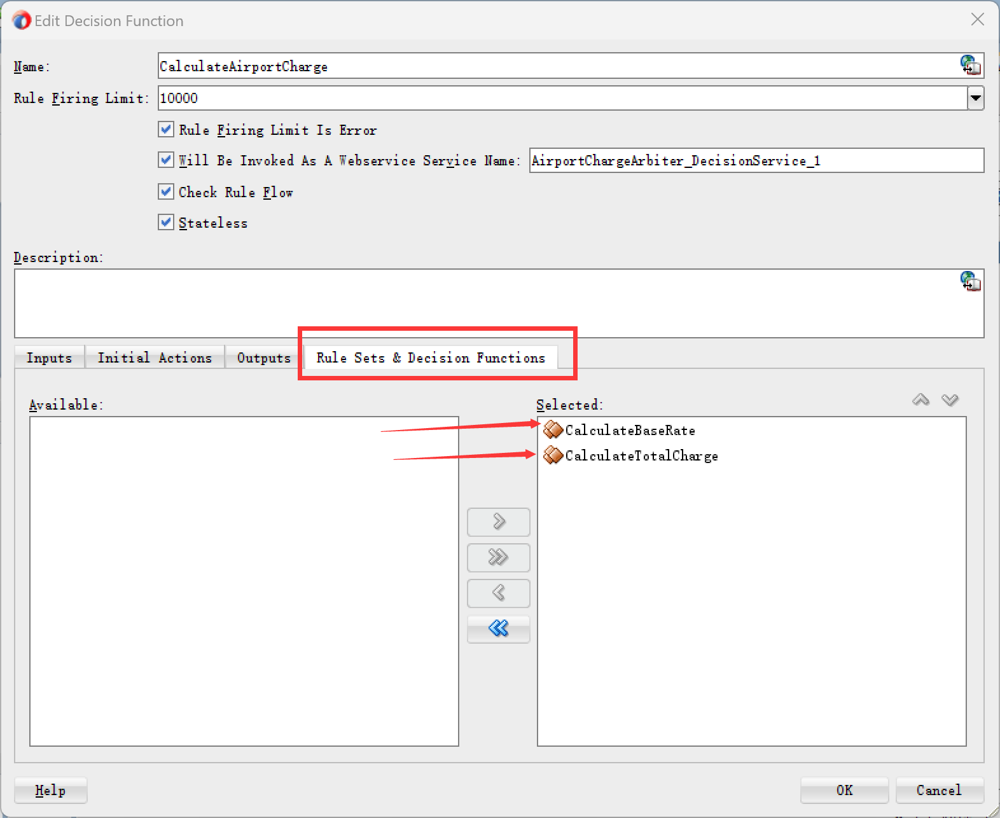 Edit Decision Function
Name: CalculateAirportCharge
Rule Firing Limit: 10000
Rule Firing Limit Is Error
Will Be Invoked As A Webservice Service Name: AirportChargeArbiter_DecisionService_1
Check Rule Flow
Stateless
Description:
Inputs Initial Actions Outputs Rule Sets & Decision Functions
Available: Selected:
CalculateBaseRate
CalculateTotalCharge
Help OK Cancel